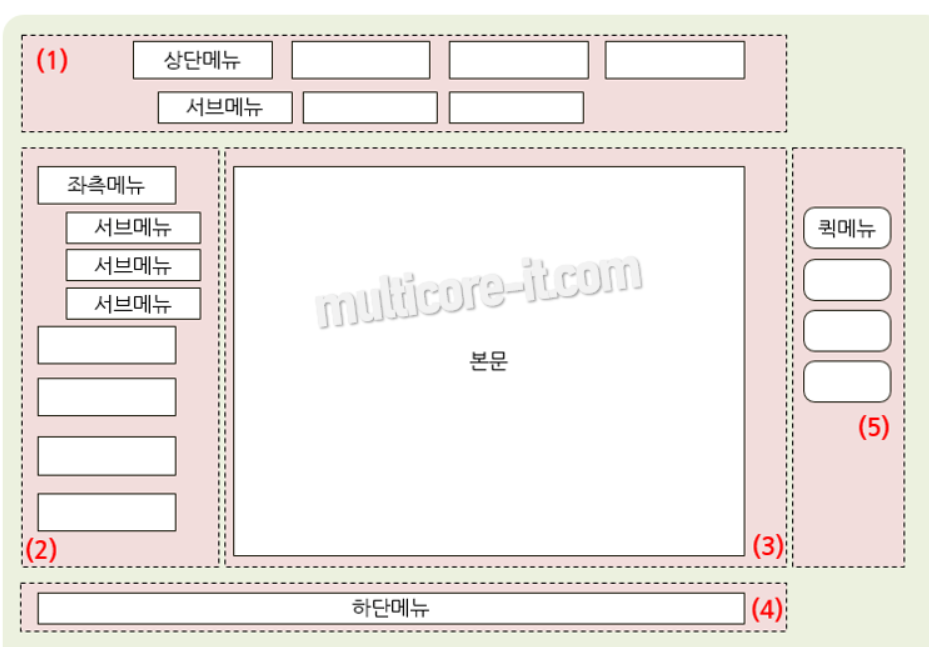 (1)
상단메뉴
서브메뉴
좌측메뉴
서브메뉴
서브메뉴
서브메뉴
(2)
multicore-it.com
본문
(3)
퀵메뉴
(5)
하단메뉴
(4)